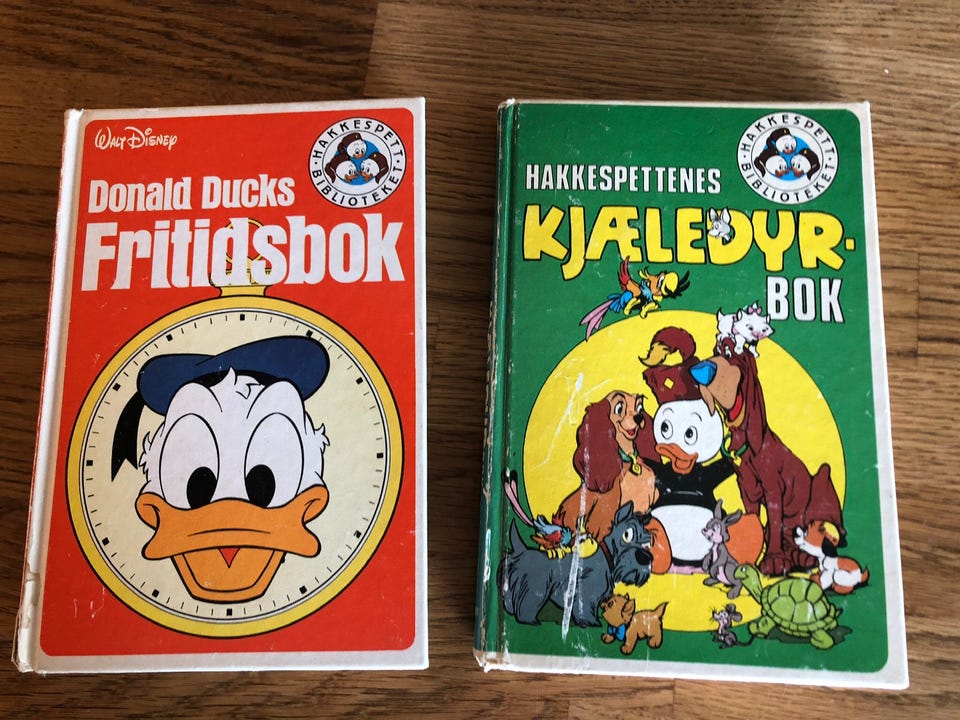 Walt Disney
HAKKESPETT
BIBLIOTEKET
Donald Ducks
Fritidsbok
HAKKESPETT
BIBLIOTEKET
HAKKESPETTENES
KJÆLEDYR-
BOK